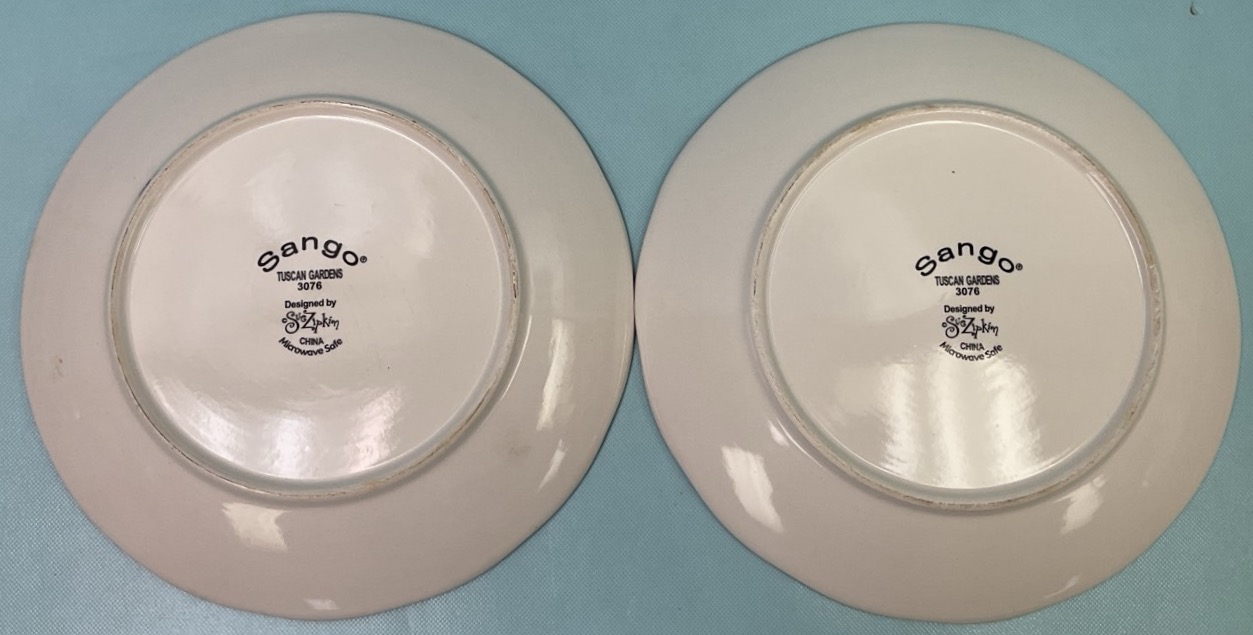 Sango®
TUSCAN GARDENS
3076
Designed by
©Sue Zipkin
CHINA
Microwave Safe
Sango®
TUSCAN GARDENS
3076
Designed by
©Sue Zipkin
CHINA
Microwave Safe